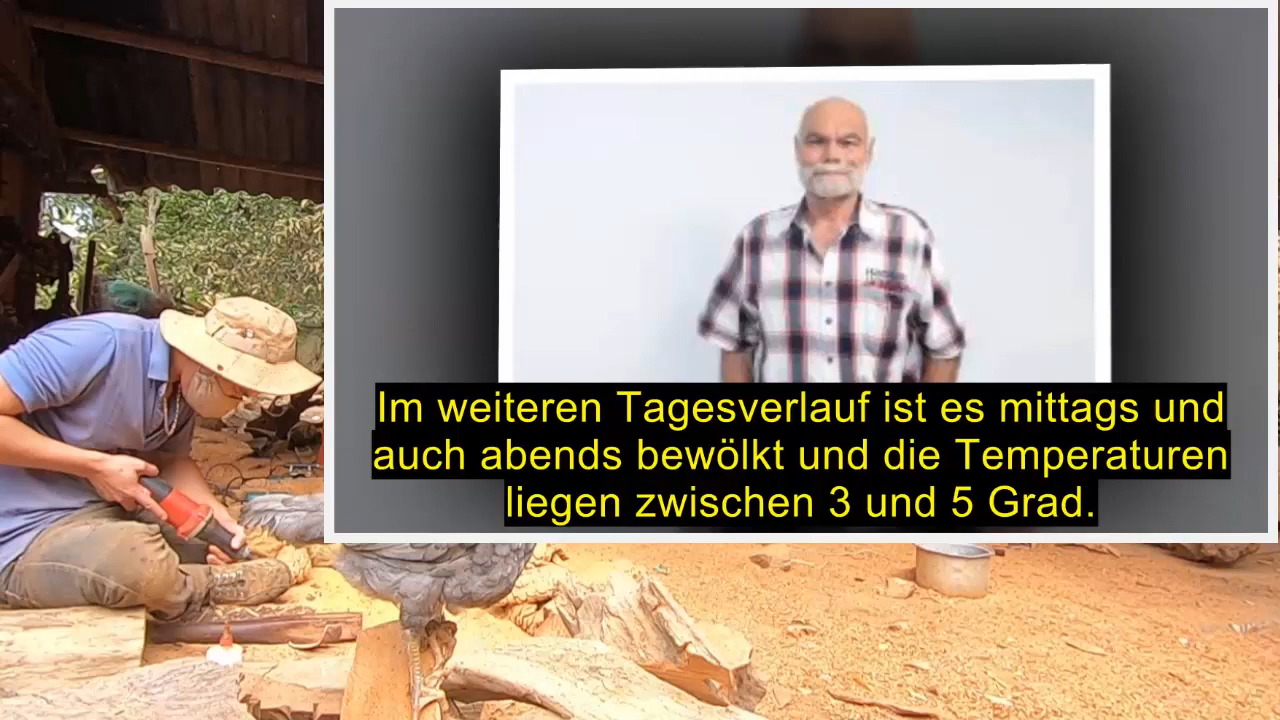 Im weiteren Tagesverlauf ist es mittags und
auch abends bewölkt und die Temperaturen
liegen zwischen 3 und 5 Grad.